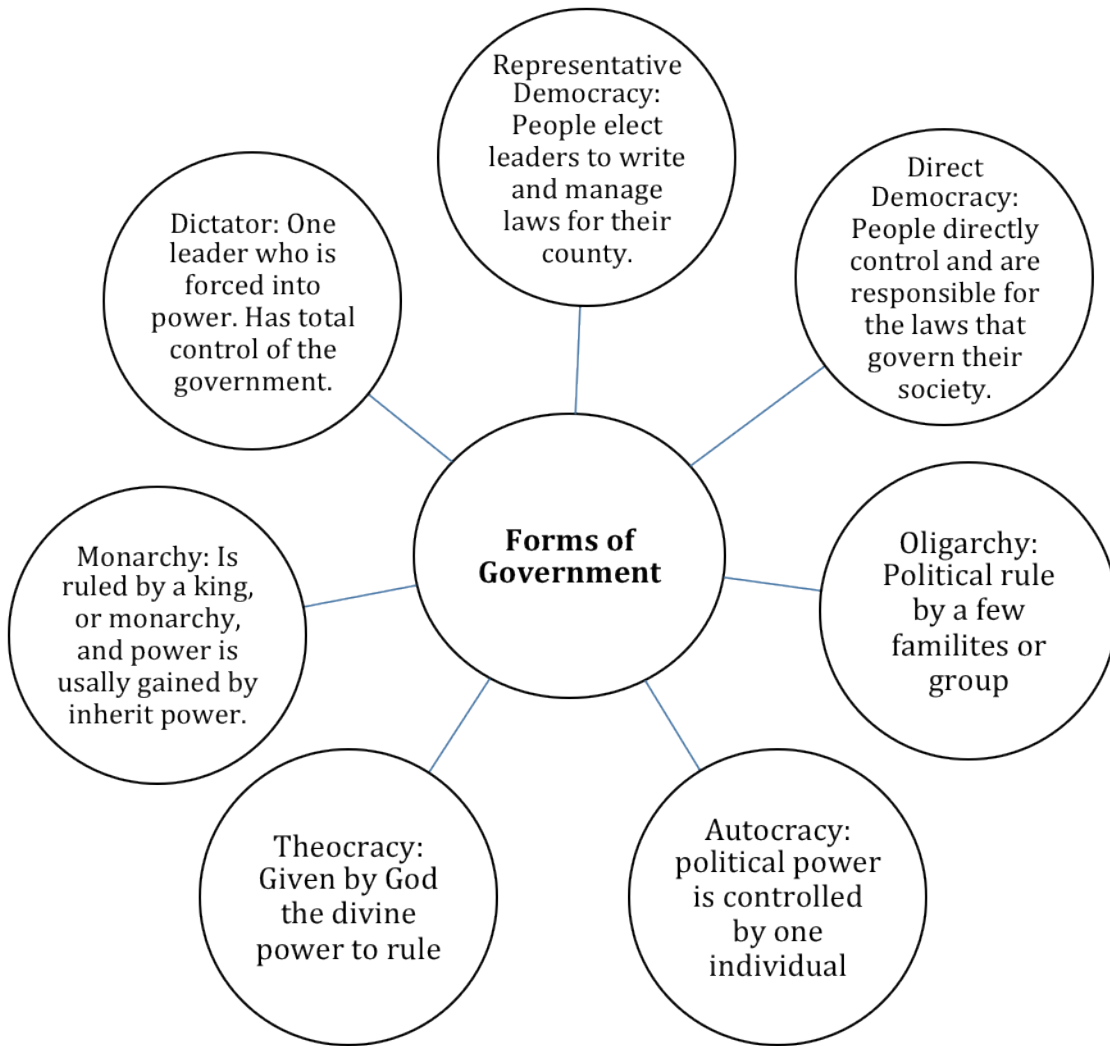 Representative
Democracy:
People elect
leaders to write
and manage
laws for their
county.
Direct
Democracy:
People directly
control and are
responsible for
the laws that
govern their
society.
Dictator: One
leader who is
forced into
power. Has total
control of the
government.
Forms of
Government
Oligarchy:
Political rule
by a few
familites or
group
Monarchy: Is
ruled by a king,
or monarchy,
and power is
usally gained by
inherit power.
Theocracy:
Given by God
the divine
power to rule
Autocracy:
political power
is controlled
by one
individual